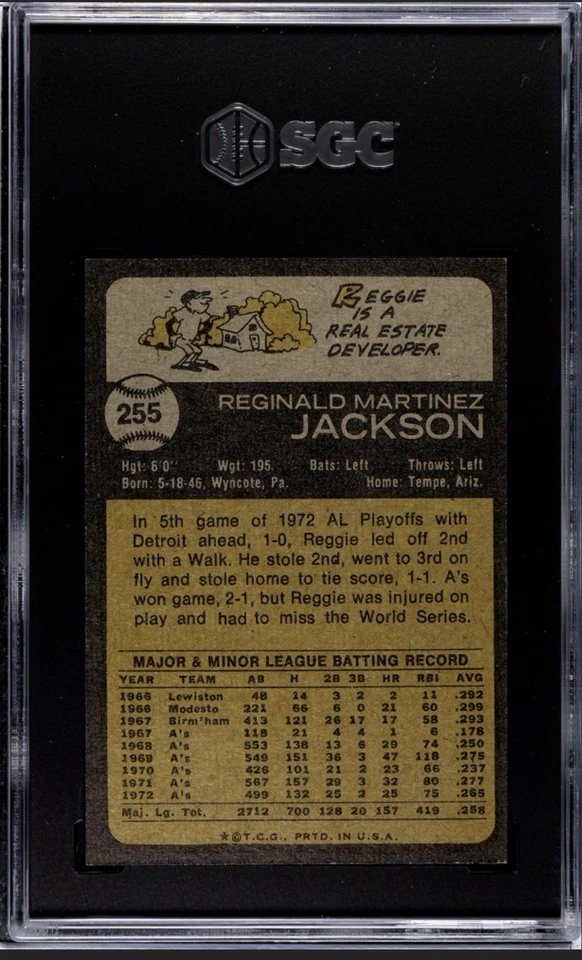 SGC
REGGIE
IS A
REAL ESTATE
DEVELOPER.
255
REGINALD MARTINEZ
JACKSON
Hgt: 6'0" Wgt: 195 Bats: Left Throws: Left
Born: 5-18-46, Wyncote, Pa. Home: Tempe, Ariz.
In 5th game of 1972 AL Playoffs with
Detroit ahead, 1-0, Reggie led off 2nd
with a Walk. He stole 2nd, went to 3rd on
fly and stole home to tie score, 1-1. A's
won game, 2-1, but Reggie was injured on
play and had to miss the World Series.
MAJOR & MINOR LEAGUE BATTING RECORD
YEAR TEAM AB H 2B 3B HR RBI AVG
1966 Lewiston 48 14 3 2 2 11 .292
1966 Modesto 221 66 6 0 21 60 .299
1967 Birm'ham 413 121 26 17 17 58 .293
1967 A's 118 21 4 4 1 6 .178
1968 A's 553 138 13 6 29 74 .250
1969 A's 549 151 36 3 47 118 .275
1970 A's 426 101 21 2 23 66 .237
1971 A's 567 157 29 3 32 80 .277
1972 A's 499 132 25 2 25 75 .265
Maj. Lg. Tot. 2712 700 128 20 157 419 .258
*©T.C.G., PRTD. IN U.S.A.